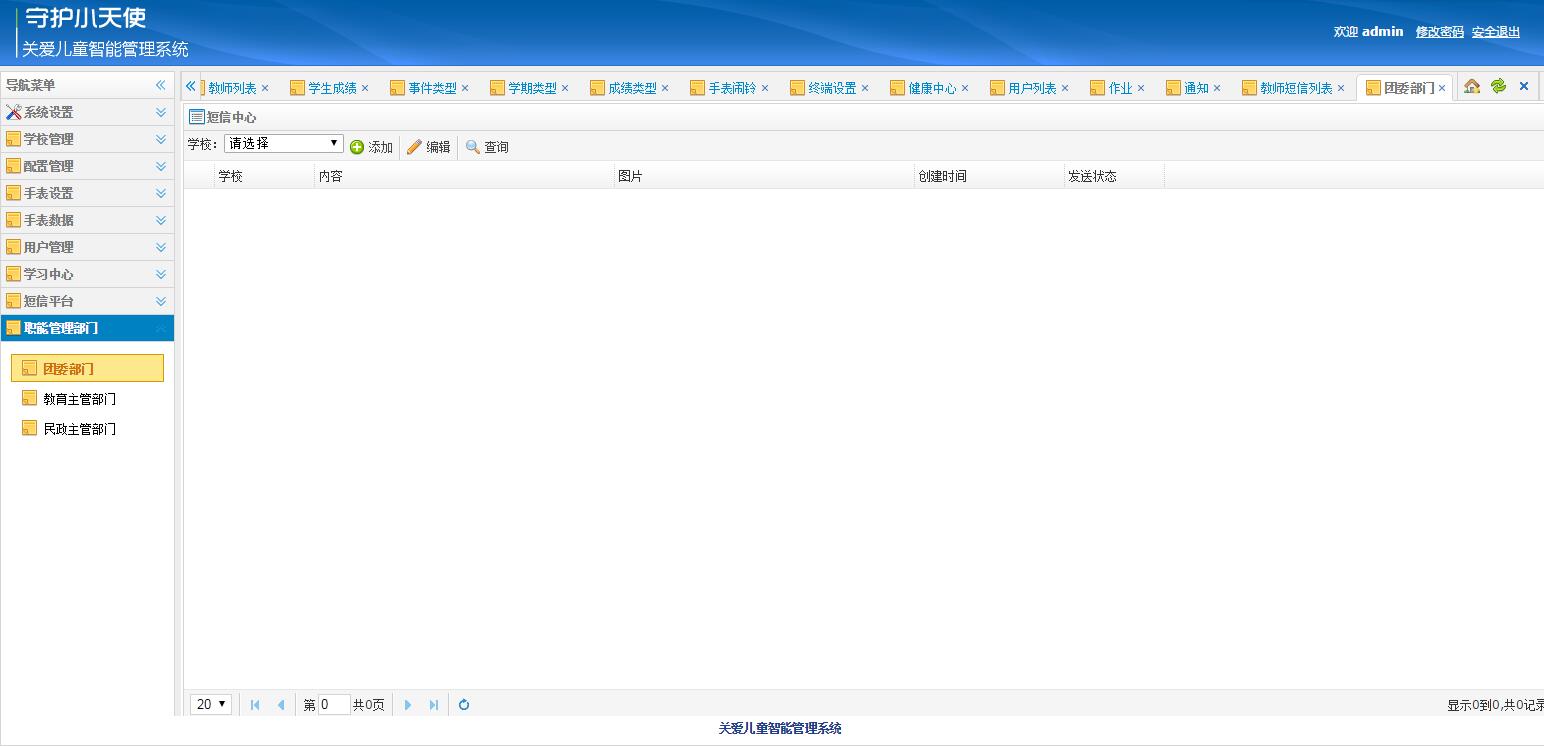 守护小天使
关爱儿童智能管理系统
欢迎 admin 修改密码 安全退出
导航菜单
教师列表 学生成绩 事件类型 学期类型 成绩类型 手表闹铃 终端设置 健康中心 用户列表 作业 通知 教师短信列表 团委部门
系统设置
学校管理
配置管理
手表设置
手表数据
用户管理
学习中心
短信平台
职能管理部门
团委部门
教育主管部门
民政主管部门
短信中心
学校: 请选择 添加 编辑 查询
学校 内容 图片 创建时间 发送状态
20 第 0 共0页 显示0到0,共0记录
关爱儿童智能管理系统